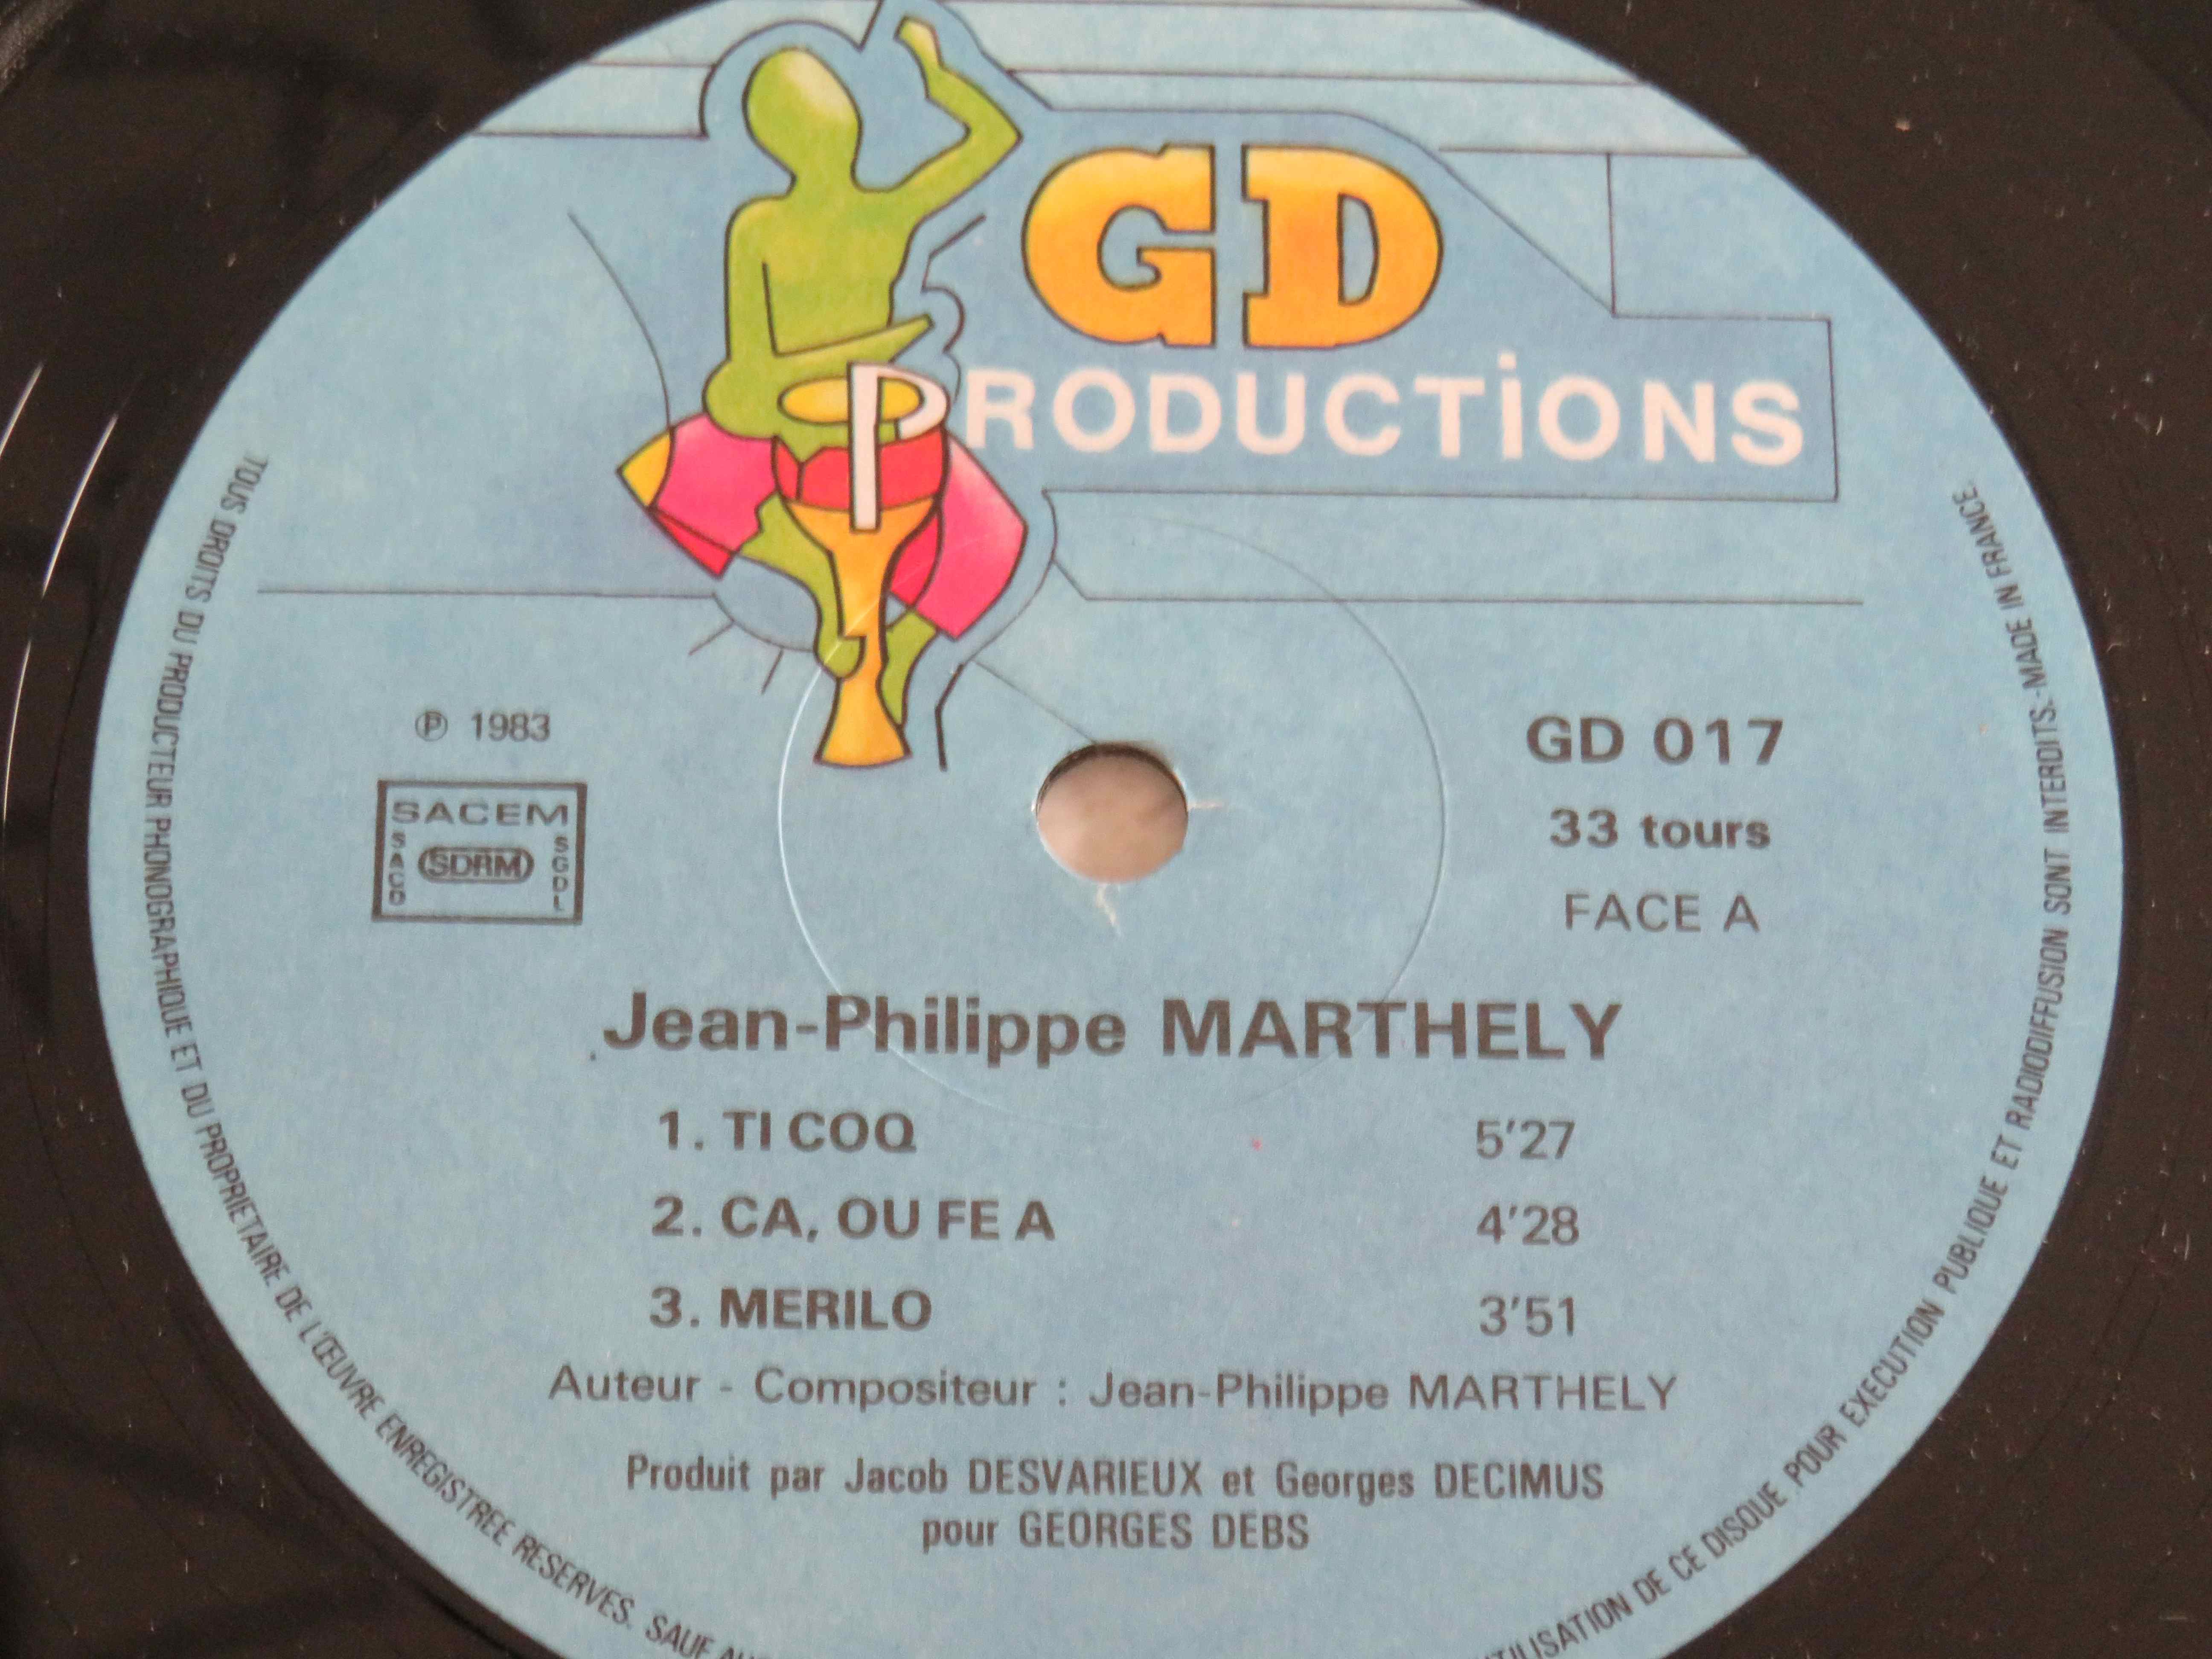 GD
PRODUCTIONS
℗ 1983
SACEM
SACD
SDRM
SGDL
GD 017
33 tours
FACE A
Jean-Philippe MARTHELY
1. TI COQ 5'27
2. CA, OU FE A 4'28
3. MERILO 3'51
Auteur - Compositeur : Jean-Philippe MARTHELY
Produit par Jacob DESVARIEUX et Georges DECIMUS
pour GEORGES DEBS
TOUS DROITS DU PRODUCTEUR PHONOGRAPHIQUE ET DU PROPRIETAIRE DE L'ŒUVRE ENREGISTREE RESERVES. SAUF
DE CE DISQUE POUR EXECUTION PUBLIQUE ET RADIODIFFUSION SONT INTERDITS.-MADE IN FRANCE.